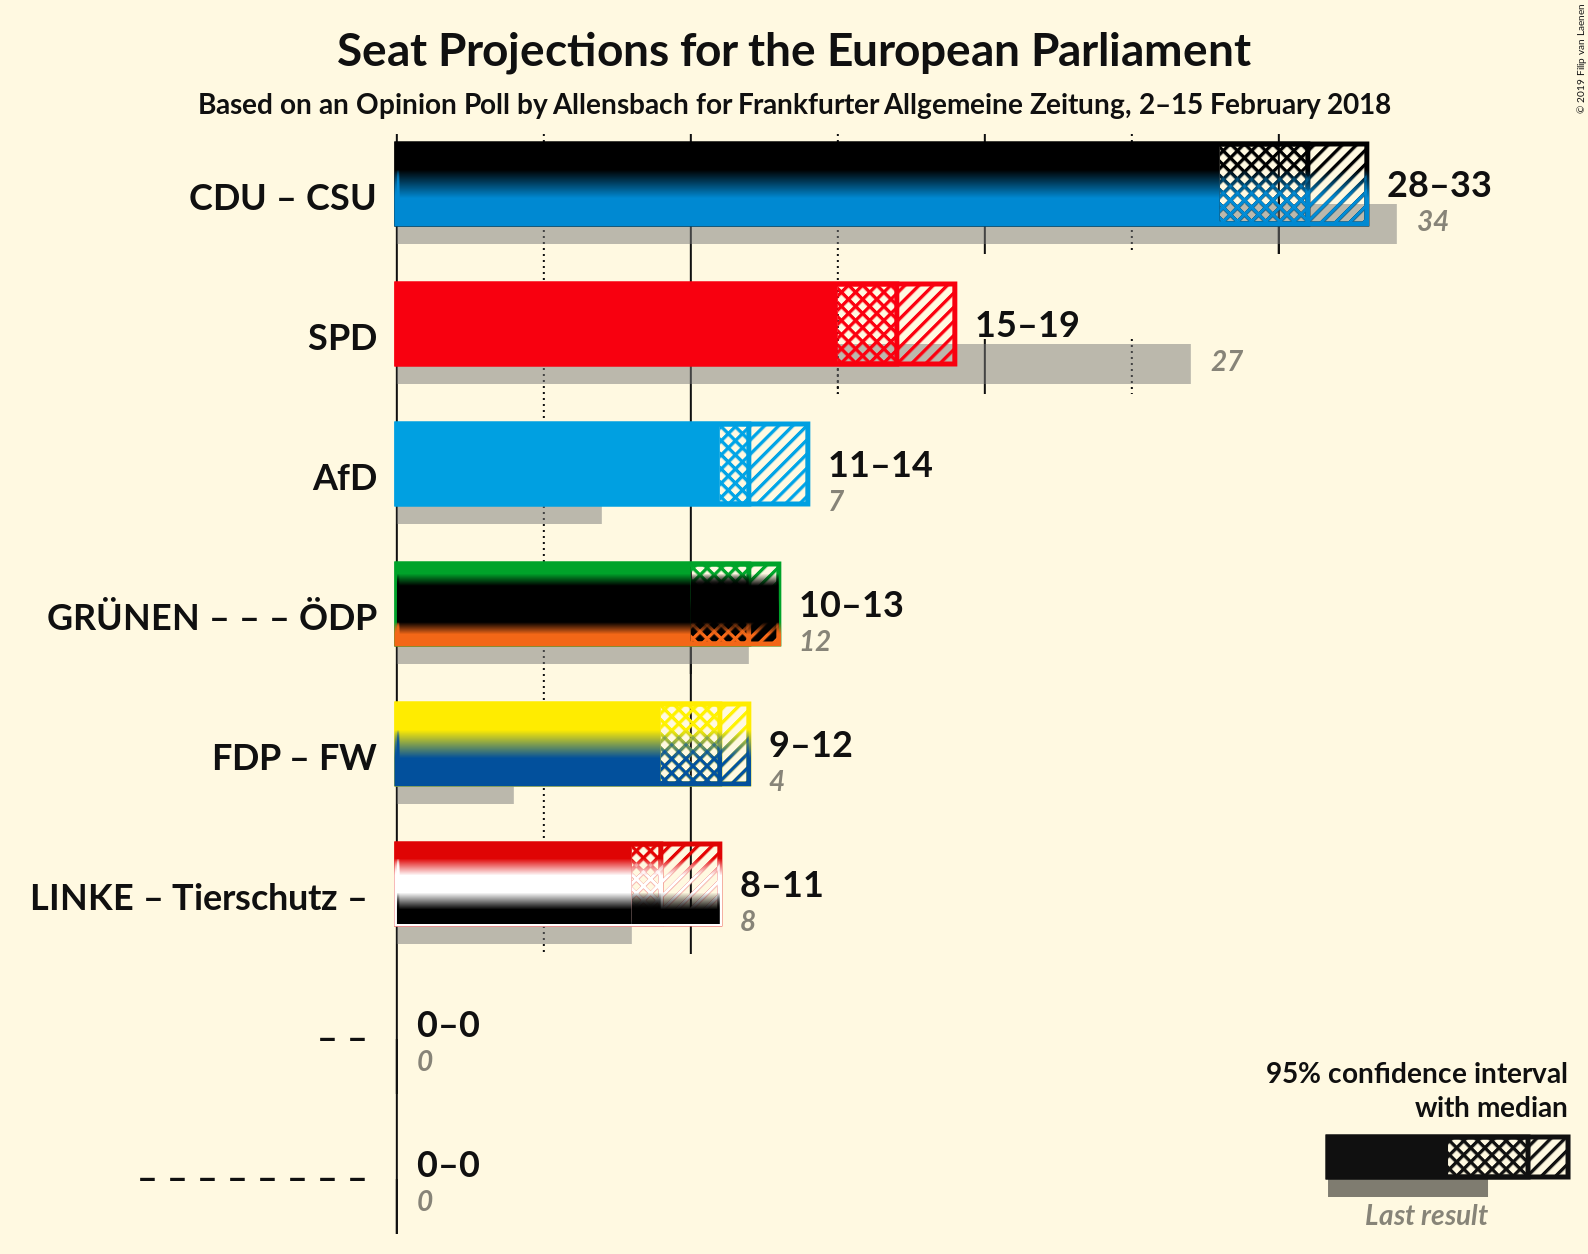 Seat Projections for the European Parliament
Based on an Opinion Poll by Allensbach for Frankfurter Allgemeine Zeitung, 2–15 February 2018
© 2019 Filip van Laenen
CDU – CSU
28–33
34
SPD
15–19
27
AfD
11–14
7
GRÜNEN – – – ÖDP
10–13
12
FDP – FW
9–12
4
LINKE – Tierschutz –
8–11
8
– –
0–0
0
– – – – – – – –
0–0
0
95% confidence interval
with median
Last result